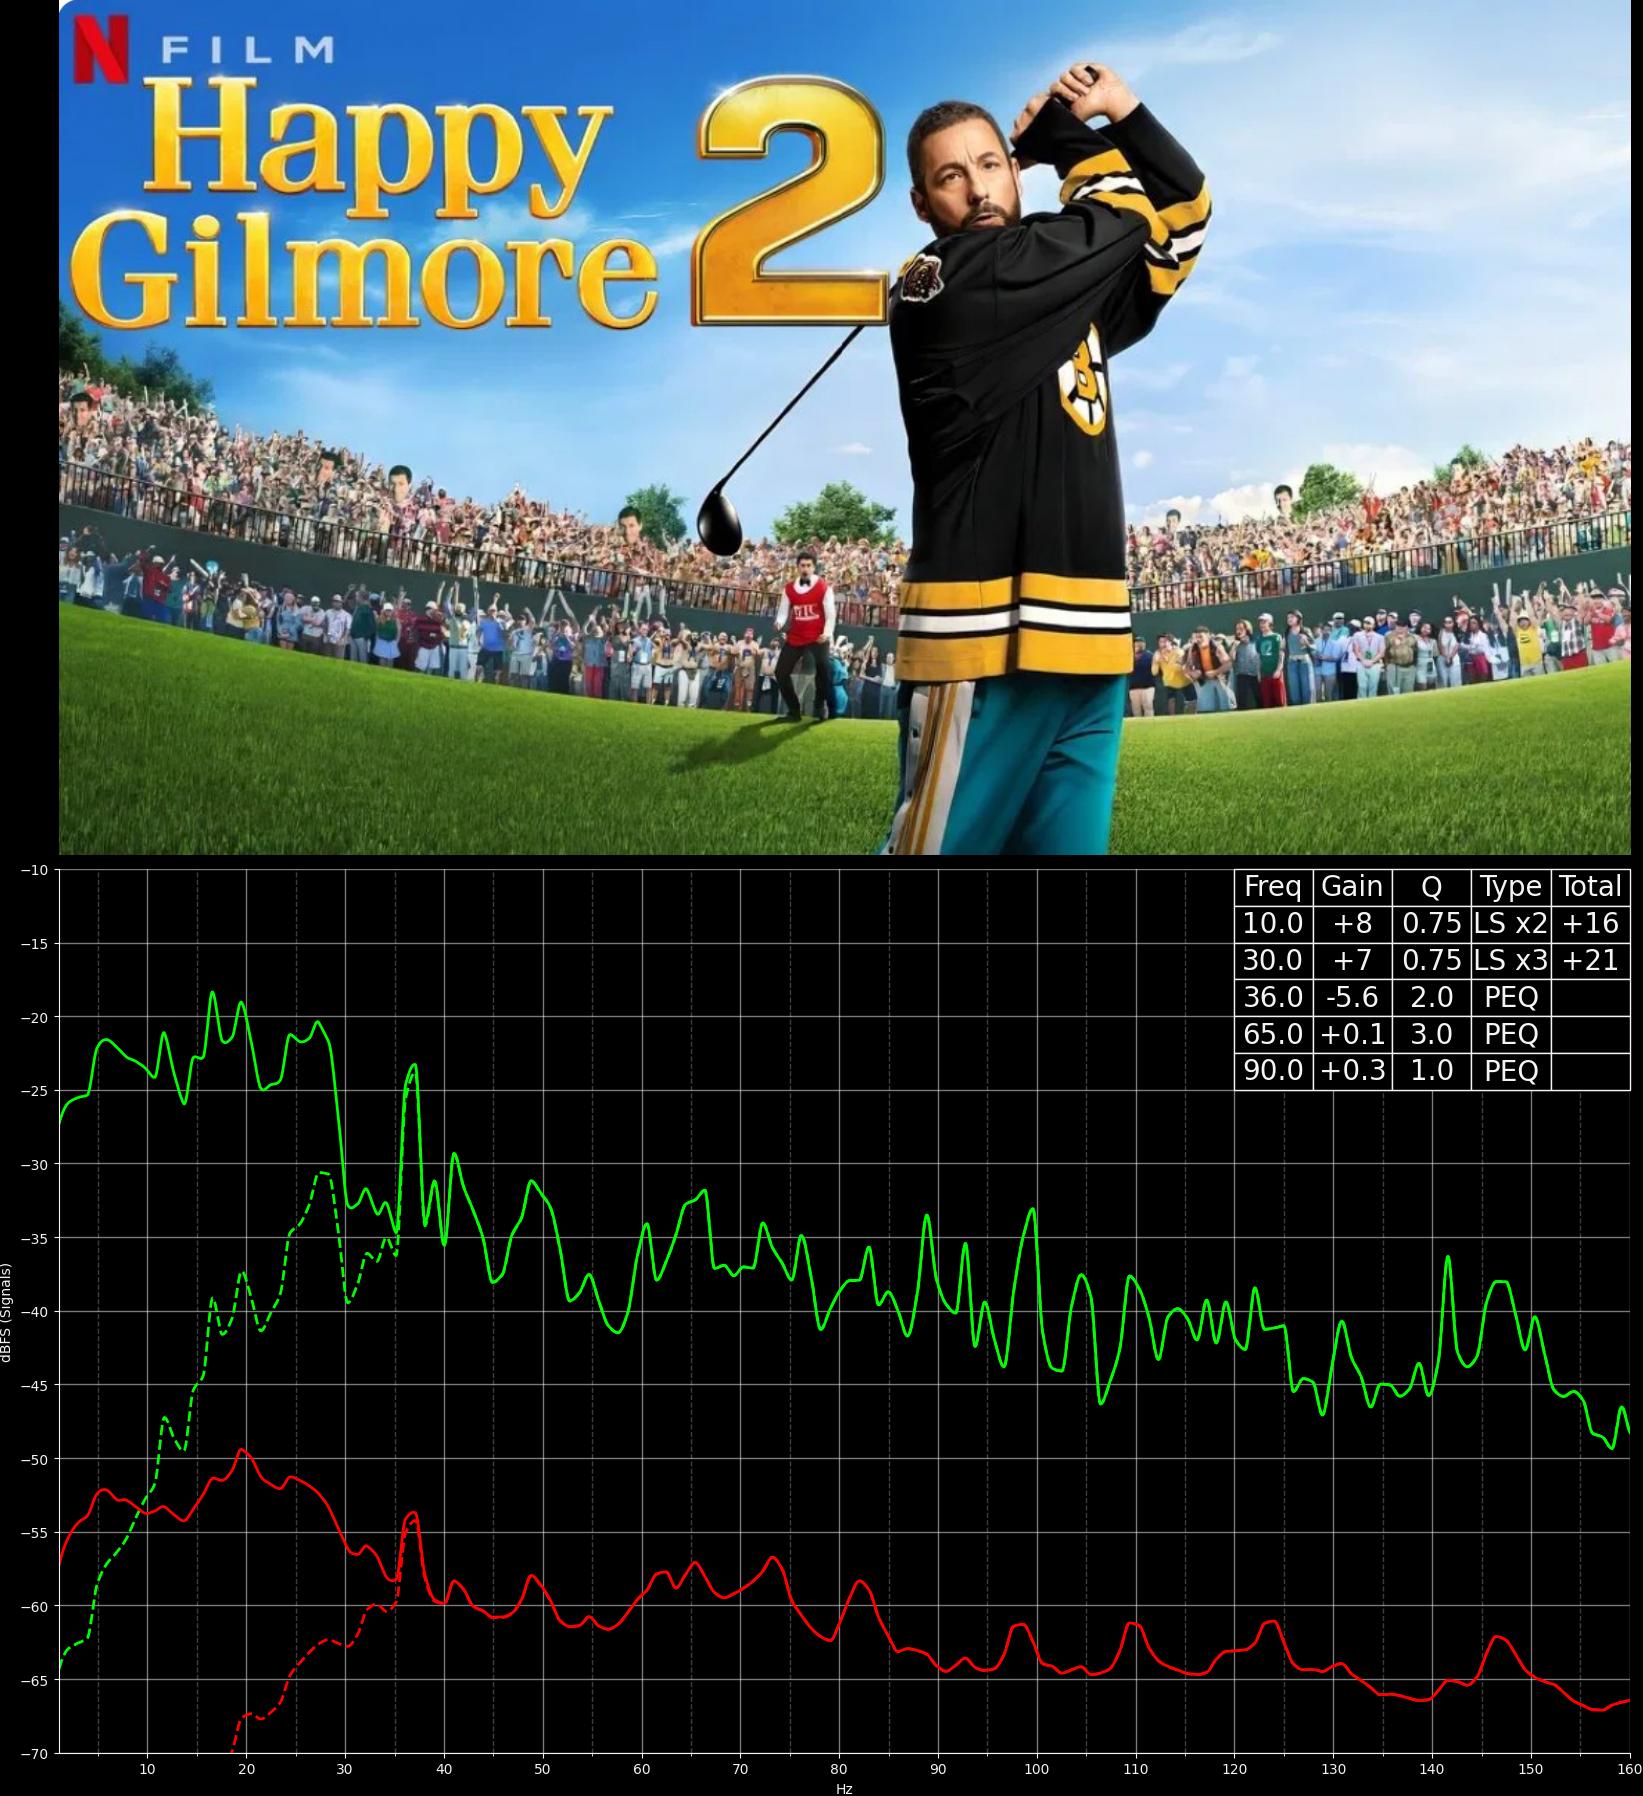 N FILM
Happy
Gilmore 2
B
Freq Gain Q Type Total
10.0 +8 0.75 LS x2 +16
30.0 +7 0.75 LS x3 +21
36.0 -5.6 2.0 PEQ
65.0 +0.1 3.0 PEQ
90.0 +0.3 1.0 PEQ
−10
−15
−20
−25
−30
−35
−40
−45
−50
−55
−60
−65
−70
dBFS (Signals)
10 20 30 40 50 60 70 80 90 100 110 120 130 140 150 160
Hz